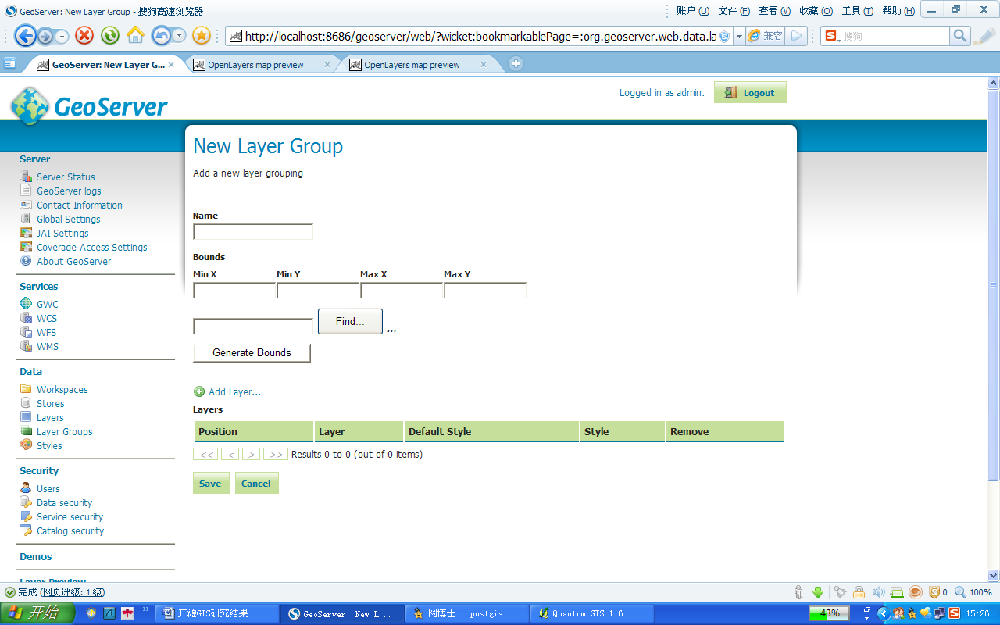 GeoServer: New Layer Group - 搜狗高速浏览器
账户 (U) 文件 (F) 查看 (V) 收藏 (O) 工具 (T) 帮助 (H)
http://localhost:8686/geoserver/web/?wicket:bookmarkablePage=:org.geoserver.web.data.la
兼容
搜狗
GeoServer: New Layer G...
OpenLayers map preview
OpenLayers map preview
GeoServer
Logged in as admin.
Logout
Server
Server Status
GeoServer logs
Contact Information
Global Settings
JAI Settings
Coverage Access Settings
About GeoServer
Services
GWC
WCS
WFS
WMS
Data
Workspaces
Stores
Layers
Layer Groups
Styles
Security
Users
Data security
Service security
Catalog security
Demos
Layer Preview
New Layer Group
Add a new layer grouping
Name
Bounds
Min X Min Y Max X Max Y
Find... ...
Generate Bounds
Add Layer...
Layers
Position Layer Default Style Style Remove
<< < > >> Results 0 to 0 (out of 0 items)
Save Cancel
完成 (网页评级: 1级)
0
100%
开始
开源GIS研究结果....
GeoServer: New L...
网博士 - postgis...
Quantum GIS 1.6....
43%
15:26